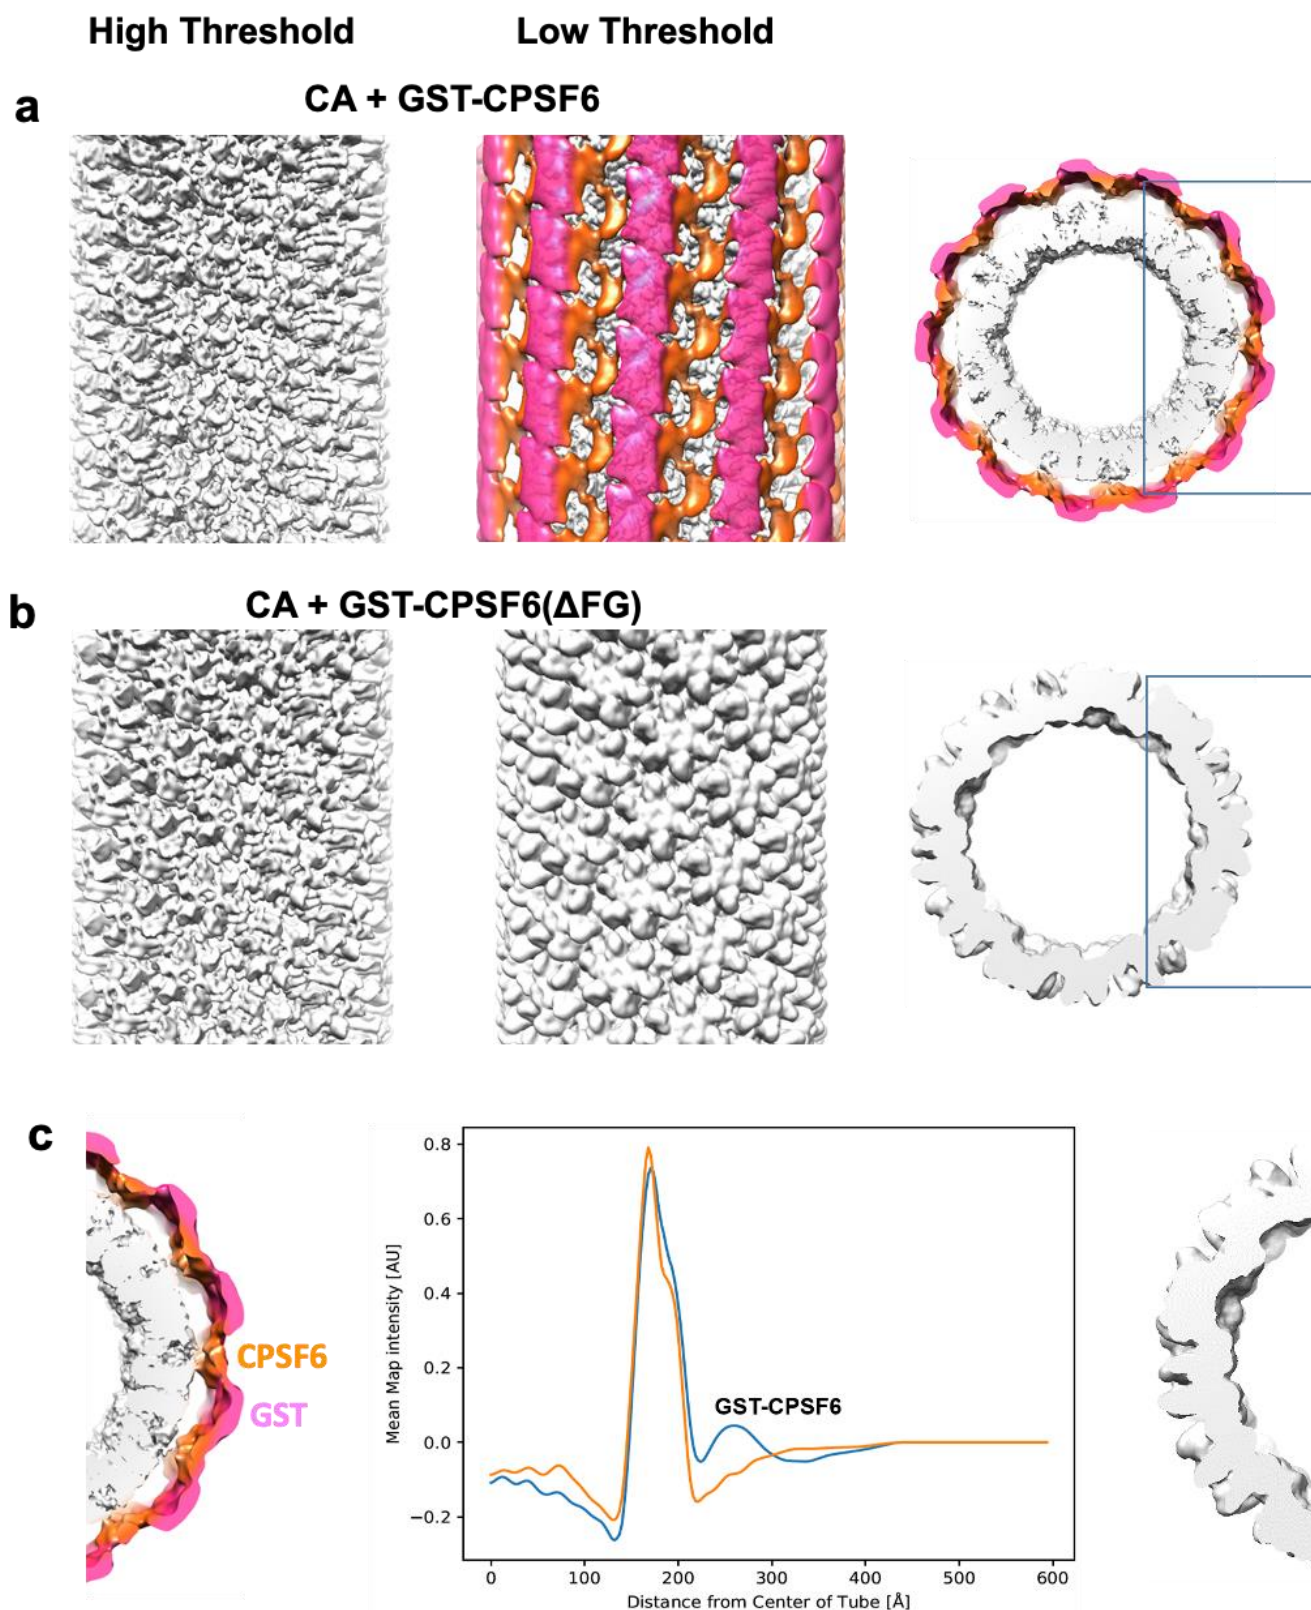 High Threshold
Low Threshold
a
CA + GST-CPSF6
b
CA + GST-CPSF6(ΔFG)
c
CPSF6
GST
Mean Map intensity [AU]
0.8
0.6
0.4
0.2
0.0
−0.2
GST-CPSF6
0
100
200
300
400
500
600
Distance from Center of Tube [Å]